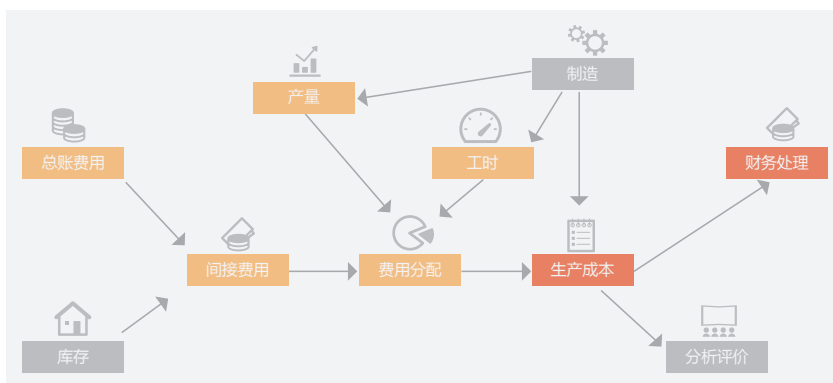 制造
产量
总账费用
工时
财务处理
间接费用
费用分配
生产成本
库存
分析评价